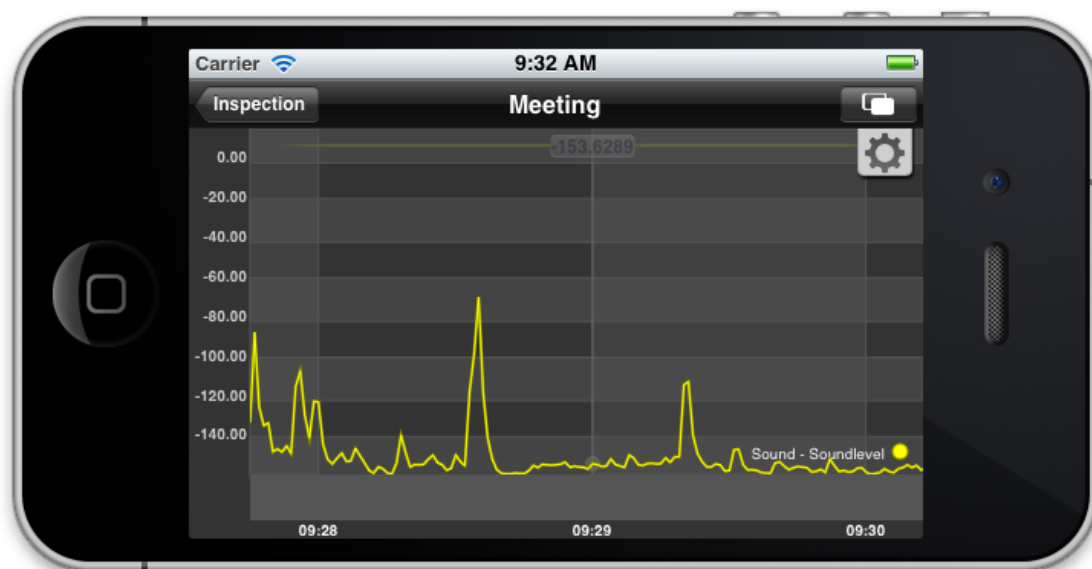 Carrier
9:32 AM
Inspection
Meeting
-153.6289
0.00
-20.00
-40.00
-60.00
-80.00
-100.00
-120.00
-140.00
Sound - Soundlevel
09:28
09:29
09:30